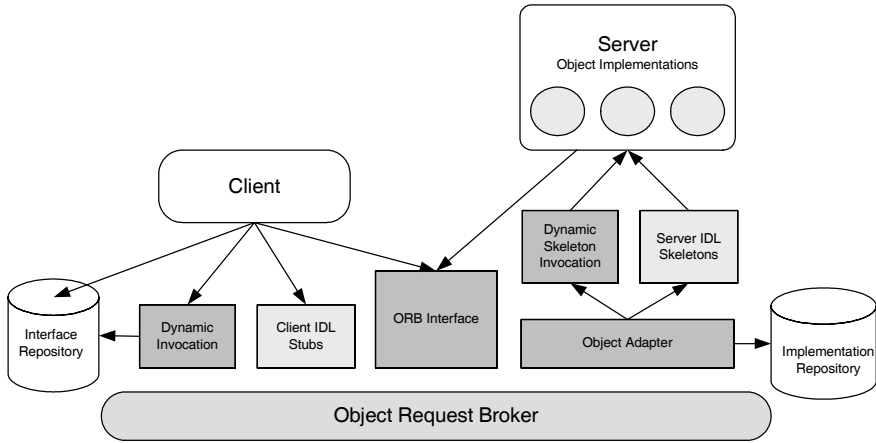 Server
Object Implementations
Client
Dynamic
Skeleton
Invocation
Server IDL
Skeletons
Interface
Repository
Dynamic
Invocation
Client IDL
Stubs
ORB Interface
Object Adapter
Implementation
Repository
Object Request Broker